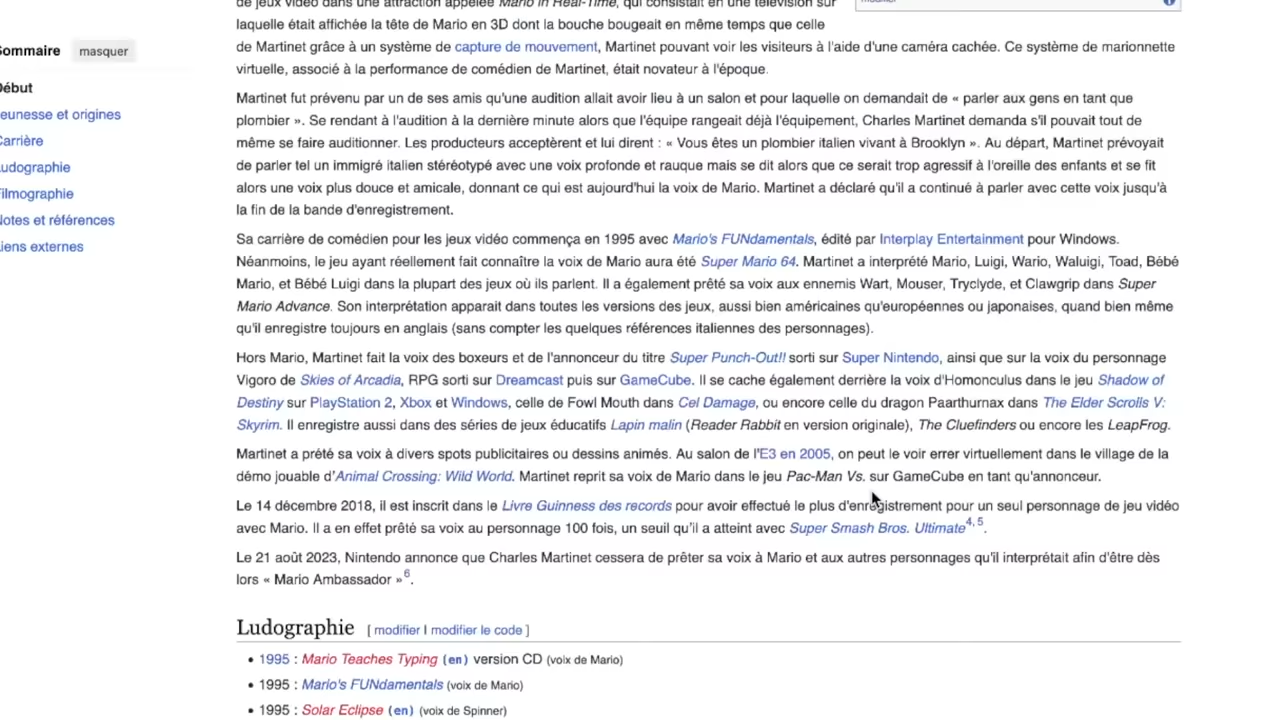 de jeux vidéo dans une attraction appelée Mario in Real-Time, qui consistait en une télévision sur
modifier
laquelle était affichée la tête de Mario en 3D dont la bouche bougeait en même temps que celle
de Martinet grâce à un système de capture de mouvement, Martinet pouvant voir les visiteurs à l'aide d'une caméra cachée. Ce système de marionnette
virtuelle, associé à la performance de comédien de Martinet, était novateur à l'époque.
Sommaire masquer
Début
Jeunesse et origines
Carrière
Ludographie
Filmographie
Notes et références
Liens externes
Martinet fut prévenu par un de ses amis qu'une audition allait avoir lieu à un salon et pour laquelle on demandait de « parler aux gens en tant que
plombier ». Se rendant à l'audition à la dernière minute alors que l'équipe rangeait déjà l'équipement, Charles Martinet demanda s'il pouvait tout de
même se faire auditionner. Les producteurs acceptèrent et lui dirent : « Vous êtes un plombier italien vivant à Brooklyn ». Au départ, Martinet prévoyait
de parler tel un immigré italien stéréotypé avec une voix profonde et rauque mais se dit alors que ce serait trop agressif à l'oreille des enfants et se fit
alors une voix plus douce et amicale, donnant ce qui est aujourd'hui la voix de Mario. Martinet a déclaré qu'il a continué à parler avec cette voix jusqu'à
la fin de la bande d'enregistrement.
Sa carrière de comédien pour les jeux vidéo commença en 1995 avec Mario's FUNdamentals, édité par Interplay Entertainment pour Windows.
Néanmoins, le jeu ayant réellement fait connaître la voix de Mario aura été Super Mario 64. Martinet a interprété Mario, Luigi, Wario, Waluigi, Toad, Bébé
Mario, et Bébé Luigi dans la plupart des jeux où ils parlent. Il a également prêté sa voix aux ennemis Wart, Mouser, Tryclyde, et Clawgrip dans Super
Mario Advance. Son interprétation apparait dans toutes les versions des jeux, aussi bien américaines qu'européennes ou japonaises, quand bien même
qu'il enregistre toujours en anglais (sans compter les quelques références italiennes des personnages).
Hors Mario, Martinet fait la voix des boxeurs et de l'annonceur du titre Super Punch-Out!! sorti sur Super Nintendo, ainsi que sur la voix du personnage
Vigoro de Skies of Arcadia, RPG sorti sur Dreamcast puis sur GameCube. Il se cache également derrière la voix d'Homonculus dans le jeu Shadow of
Destiny sur PlayStation 2, Xbox et Windows, celle de Fowl Mouth dans Cel Damage, ou encore celle du dragon Paarthurnax dans The Elder Scrolls V:
Skyrim. Il enregistre aussi dans des séries de jeux éducatifs Lapin malin (Reader Rabbit en version originale), The Cluefinders ou encore les LeapFrog.
Martinet a prêté sa voix à divers spots publicitaires ou dessins animés. Au salon de l'E3 en 2005, on peut le voir errer virtuellement dans le village de la
démo jouable d'Animal Crossing: Wild World. Martinet reprit sa voix de Mario dans le jeu Pac-Man Vs. sur GameCube en tant qu'annonceur.
Le 14 décembre 2018, il est inscrit dans le Livre Guinness des records pour avoir effectué le plus d'enregistrement pour un seul personnage de jeu vidéo
avec Mario. Il a en effet prêté sa voix au personnage 100 fois, un seuil qu'il a atteint avec Super Smash Bros. Ultimate4, 5.
Le 21 août 2023, Nintendo annonce que Charles Martinet cessera de prêter sa voix à Mario et aux autres personnages qu'il interprétait afin d'être dès
lors « Mario Ambassador »6.
Ludographie [ modifier | modifier le code ]
• 1995 : Mario Teaches Typing (en) version CD (voix de Mario)
• 1995 : Mario's FUNdamentals (voix de Mario)
• 1995 : Solar Eclipse (en) (voix de Spinner)